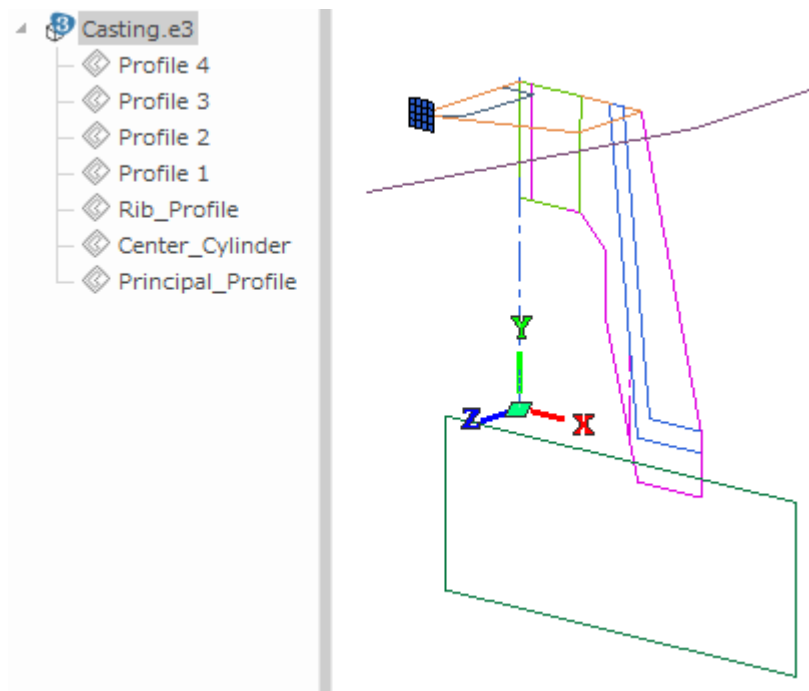 Casting.e3
Profile 4
Profile 3
Profile 2
Profile 1
Rib_Profile
Center_Cylinder
Principal_Profile
Y
Z
X